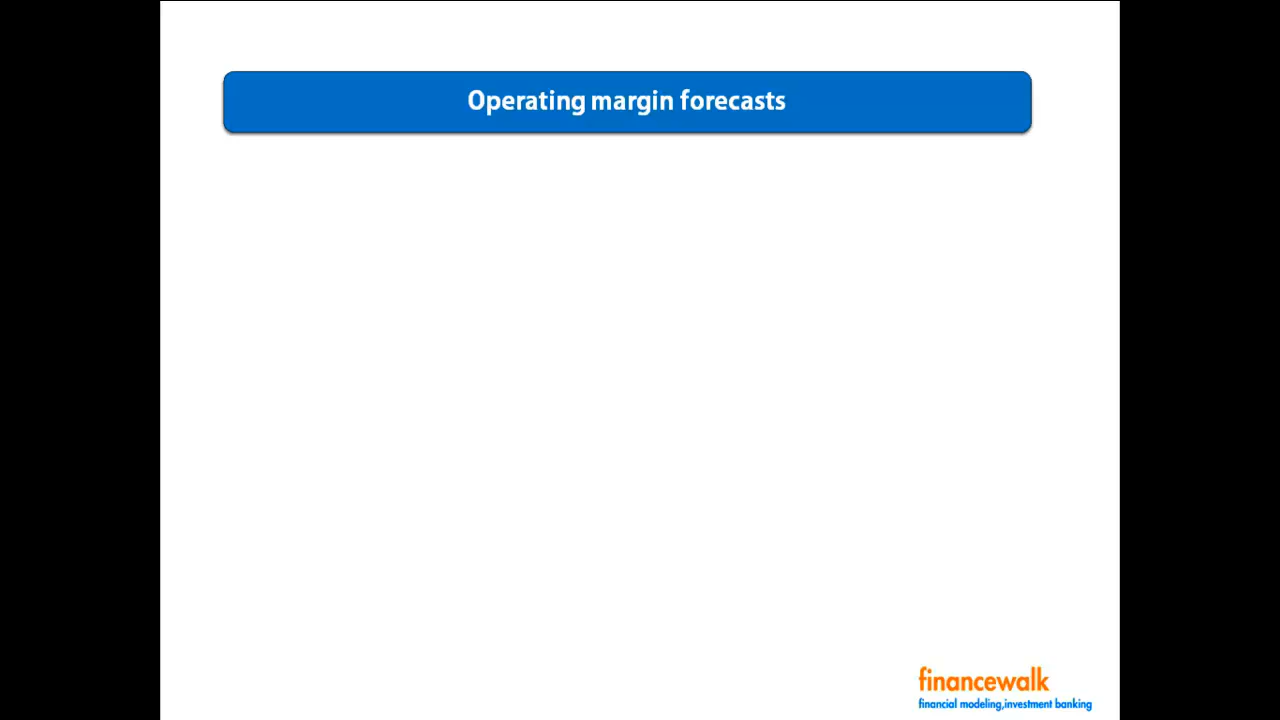 Operating margin forecasts
financewalk
financial modeling,investment banking